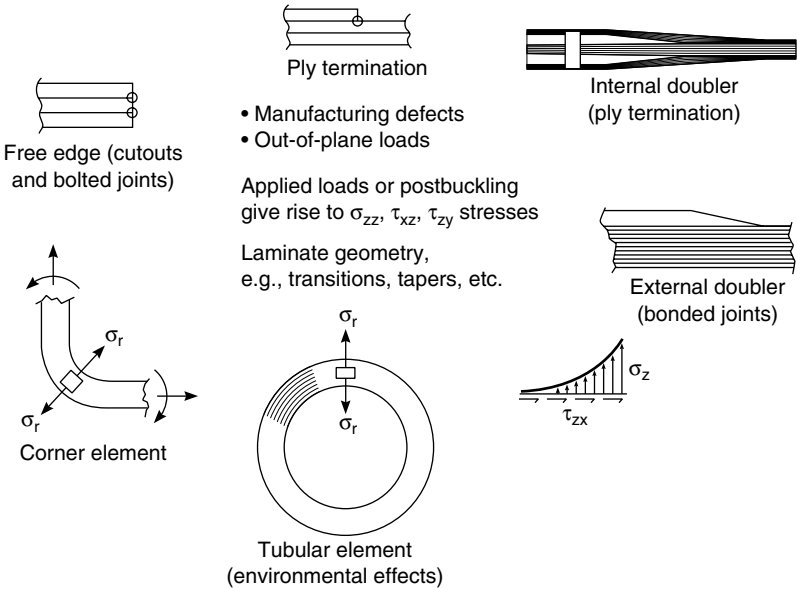 Ply termination
Internal doubler
(ply termination)
Free edge (cutouts
and bolted joints)
• Manufacturing defects
• Out-of-plane loads
Applied loads or postbuckling
give rise to σzz, τxz, τzy stresses
Laminate geometry,
e.g., transitions, tapers, etc.
External doubler
(bonded joints)
σr
σr
Corner element
σr
σr
Tubular element
(environmental effects)
σz
τzx